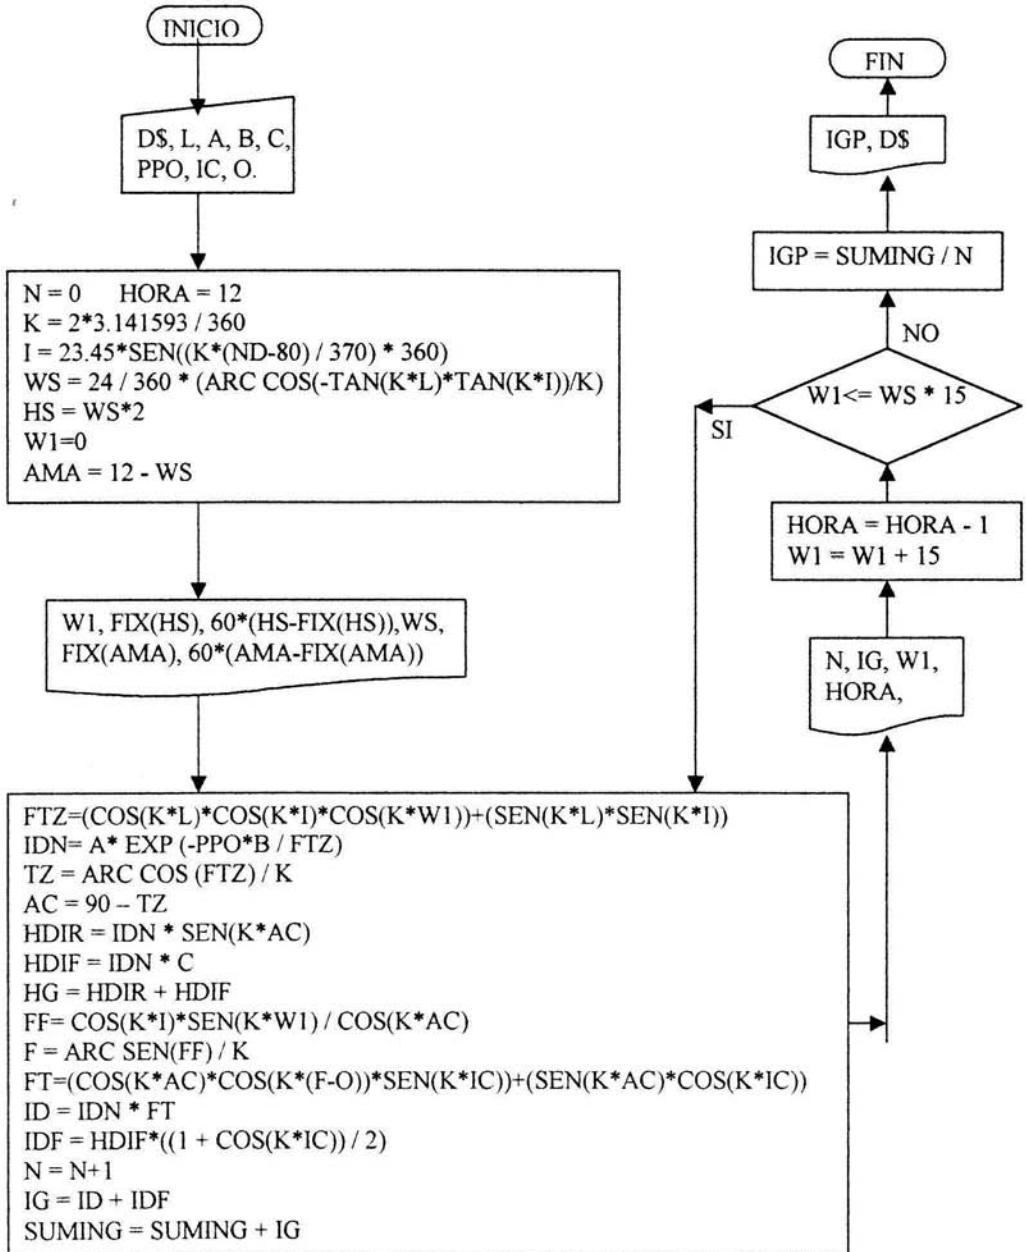 INICIO
D$, L, A, B, C,
PPO, IC, O.
N = 0 HORA = 12
K = 2*3.141593 / 360
I = 23.45*SEN((K*(ND-80) / 370) * 360)
WS = 24 / 360 * (ARC COS(-TAN(K*L)*TAN(K*I))/K)
HS = WS*2
W1=0
AMA = 12 - WS
W1, FIX(HS), 60*(HS-FIX(HS)),WS,
FIX(AMA), 60*(AMA-FIX(AMA))
FTZ=(COS(K*L)*COS(K*I)*COS(K*W1))+(SEN(K*L)*SEN(K*I))
IDN= A* EXP (-PPO*B / FTZ)
TZ = ARC COS (FTZ) / K
AC = 90 – TZ
HDIR = IDN * SEN(K*AC)
HDIF = IDN * C
HG = HDIR + HDIF
FF= COS(K*I)*SEN(K*W1) / COS(K*AC)
F = ARC SEN(FF) / K
FT=(COS(K*AC)*COS(K*(F-O))*SEN(K*IC))+(SEN(K*AC)*COS(K*IC))
ID = IDN * FT
IDF = HDIF*((1 + COS(K*IC)) / 2)
N = N+1
IG = ID + IDF
SUMING = SUMING + IG
N, IG, W1,
HORA,
HORA = HORA - 1
W1 = W1 + 15
W1<= WS * 15
SI
NO
IGP = SUMING / N
IGP, D$
FIN